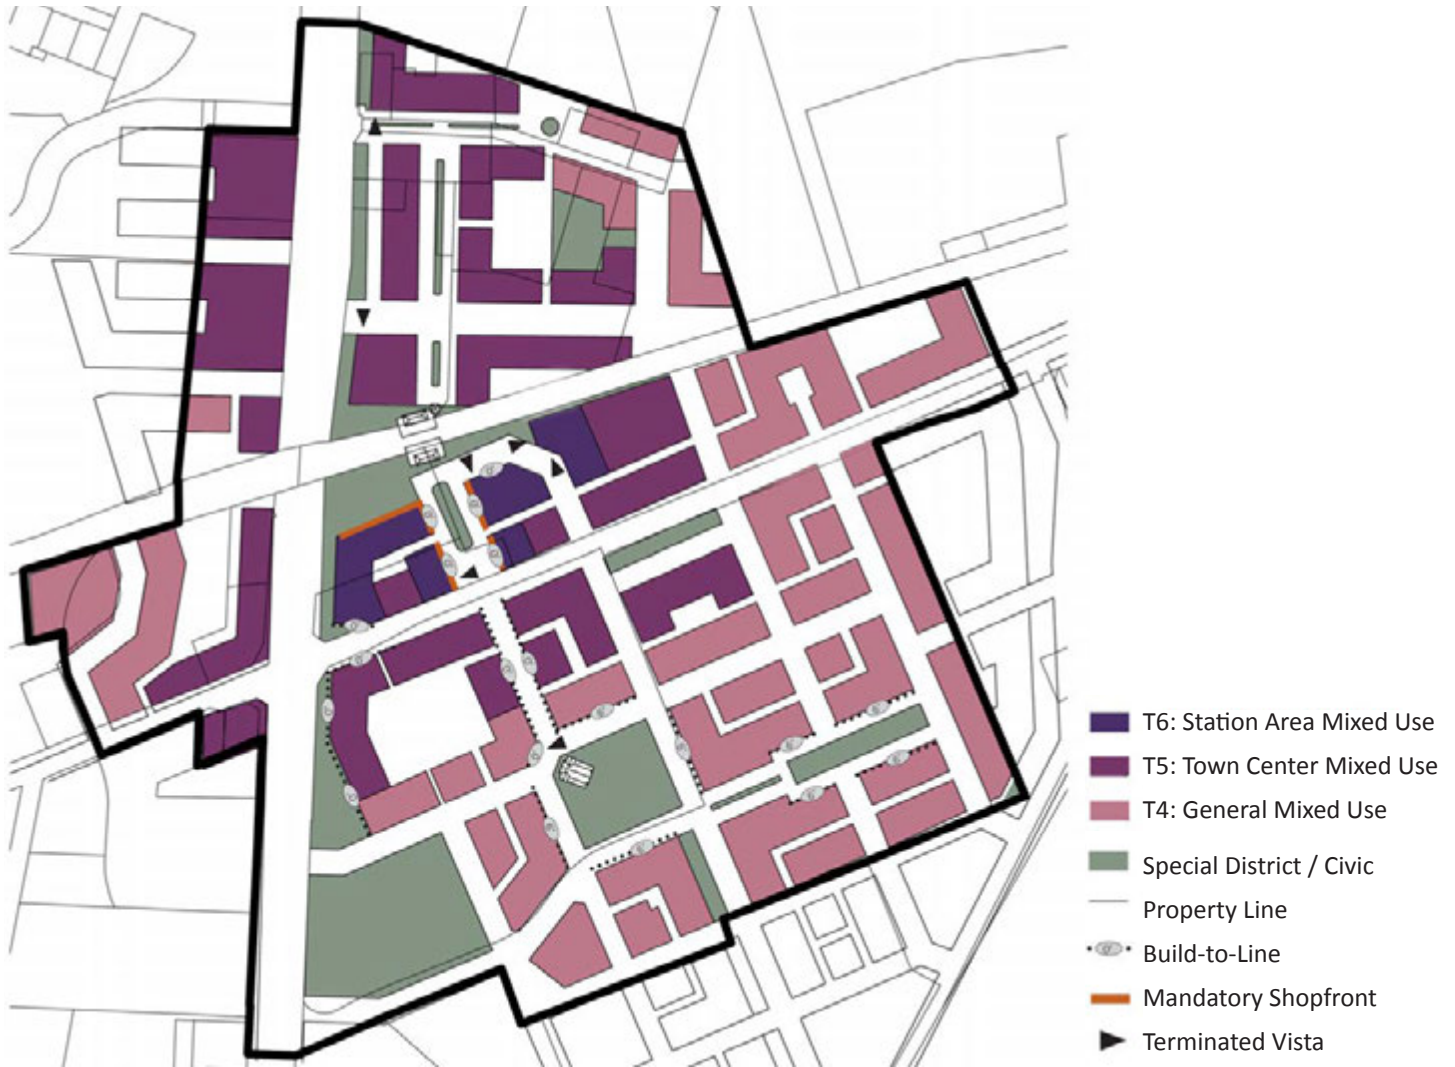 T6: Station Area Mixed Use
T5: Town Center Mixed Use
T4: General Mixed Use
Special District / Civic
Property Line
Build-to-Line
Mandatory Shopfront
Terminated Vista